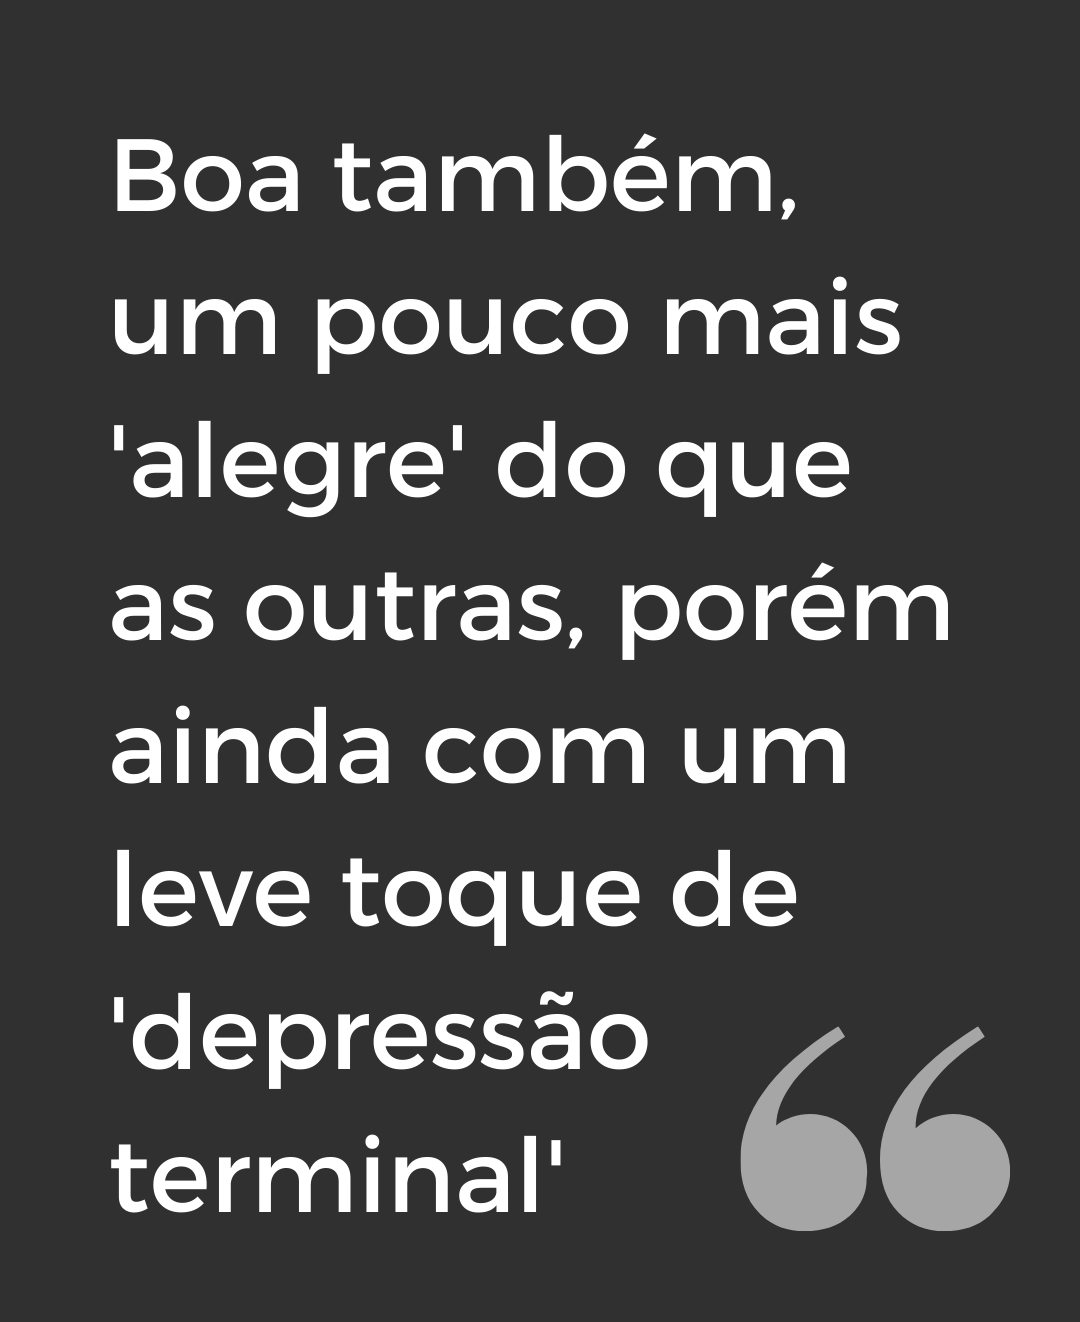 Boa também,
um pouco mais
'alegre' do que
as outras, porém
ainda com um
leve toque de
'depressão
terminal'
“